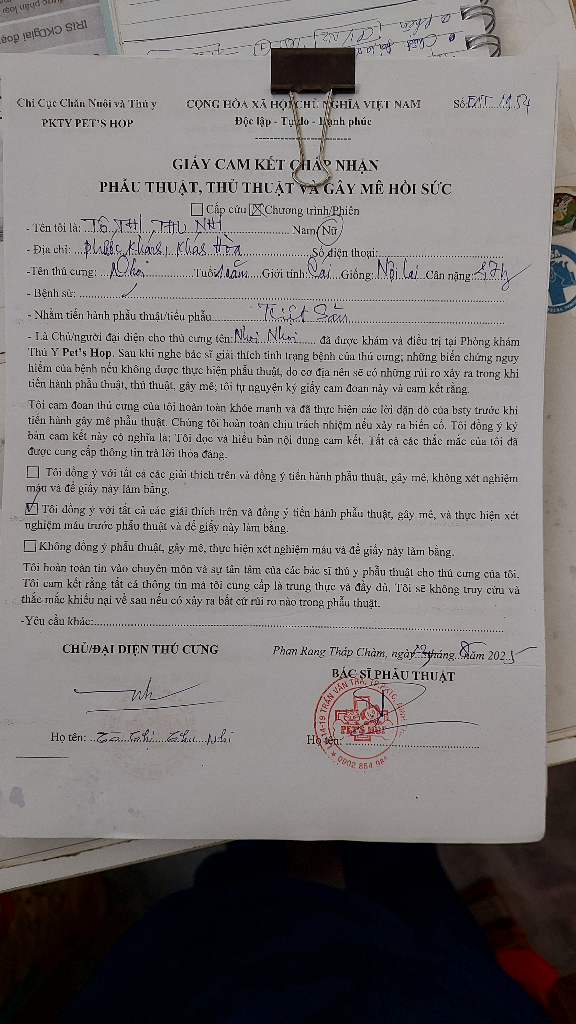 IRIS CKD
Chi Cục Chăn Nuôi và Thú y
CỘNG HÒA XÃ HỘI CHỦ NGHĨA VIỆT NAM
Số
PKTY PET'S HOP
Độc lập - Tự do - Hạnh phúc
GIẤY CAM KẾT CHẤP NHẬN
PHẪU THUẬT, THỦ THUẬT VÀ GÂY MÊ HỒI SỨC
Cấp cứu Chương trình/Phiên
- Tên tôi là: TÔ THỊ THU NHI Nam/Nữ
- Địa chỉ: Số điện thoại:
-Tên thú cưng: Nhoi Tuổi: 1 năm Giới tính: Cái Giống: Nội lai Cân nặng:
- Bệnh sử:
- Nhằm tiến hành phẫu thuật/tiểu phẫu Triệt Sản
- Là Chủ/người đại diện cho thú cưng tên: Nhoi Nhoi đã được khám và điều trị tại Phòng khám
Thú Y Pet's Hop. Sau khi nghe bác sĩ giải thích tình trạng bệnh của thú cưng; những biến chứng nguy
hiểm của bệnh nếu không được thực hiện phẫu thuật, do cơ địa nên sẽ có những rủi ro xảy ra trong khi
tiến hành phẫu thuật, thủ thuật, gây mê; tôi tự nguyện ký giấy cam đoan này và cam kết rằng.
Tôi cam đoan thú cưng của tôi hoàn toàn khỏe mạnh và đã thực hiện các lời dặn dò của bsty trước khi
tiến hành gây mê phẫu thuật. Chúng tôi hoàn toàn chịu trách nhiệm nếu xảy ra biến cố. Tôi đồng ý ký
bản cam kết này có nghĩa là: Tôi đọc và hiểu bản nội dung cam kết. Tất cả các thắc mắc của tôi đã
được cung cấp thông tin trả lời thỏa đáng.
Tôi đồng ý với tất cả các giải thích trên và đồng ý tiến hành phẫu thuật, gây mê, không xét nghiệm
máu và để giấy này làm bằng.
Tôi đồng ý với tất cả các giải thích trên và đồng ý tiến hành phẫu thuật, gây mê, và thực hiện xét
nghiệm máu trước phẫu thuật và để giấy này làm bằng.
Không đồng ý phẫu thuật, gây mê, thực hiện xét nghiệm máu và để giấy này làm bằng.
Tôi hoàn toàn tin vào chuyên môn và sự tận tâm của các bác sĩ thú y phẫu thuật cho thú cưng của tôi.
Tôi cam kết rằng tất cả thông tin mà tôi cung cấp là trung thực và đầy đủ. Tôi sẽ không truy cứu và
thắc mắc khiếu nại về sau nếu có xảy ra bất cứ rủi ro nào trong phẫu thuật.
-Yêu cầu khác:
CHỦ/ĐẠI DIỆN THÚ CƯNG
Phan Rang Tháp Chàm, ngày tháng 8 năm 2025
BÁC SĨ PHẪU THUẬT
PET'S HOP
Họ tên: Tô Thị Thu Nhi
Họ tên: